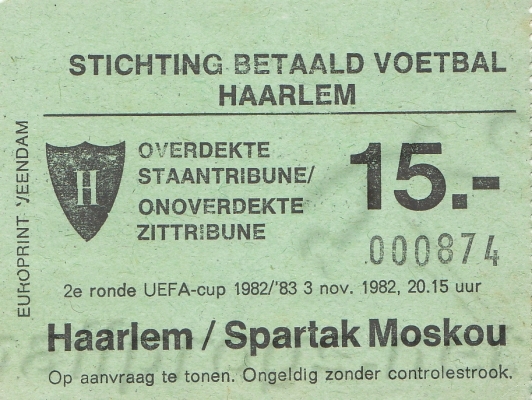 STICHTING BETAALD VOETBAL
HAARLEM
EUROPRINT VEENDAM
H
OVERDEKTE
STAANTRIBUNE/
ONOVERDEKTE
ZITTRIBUNE
15.-
000874
2e ronde UEFA-cup 1982/'83 3 nov. 1982, 20.15 uur
Haarlem / Spartak Moskou
Op aanvraag te tonen. Ongeldig zonder controlestrook.